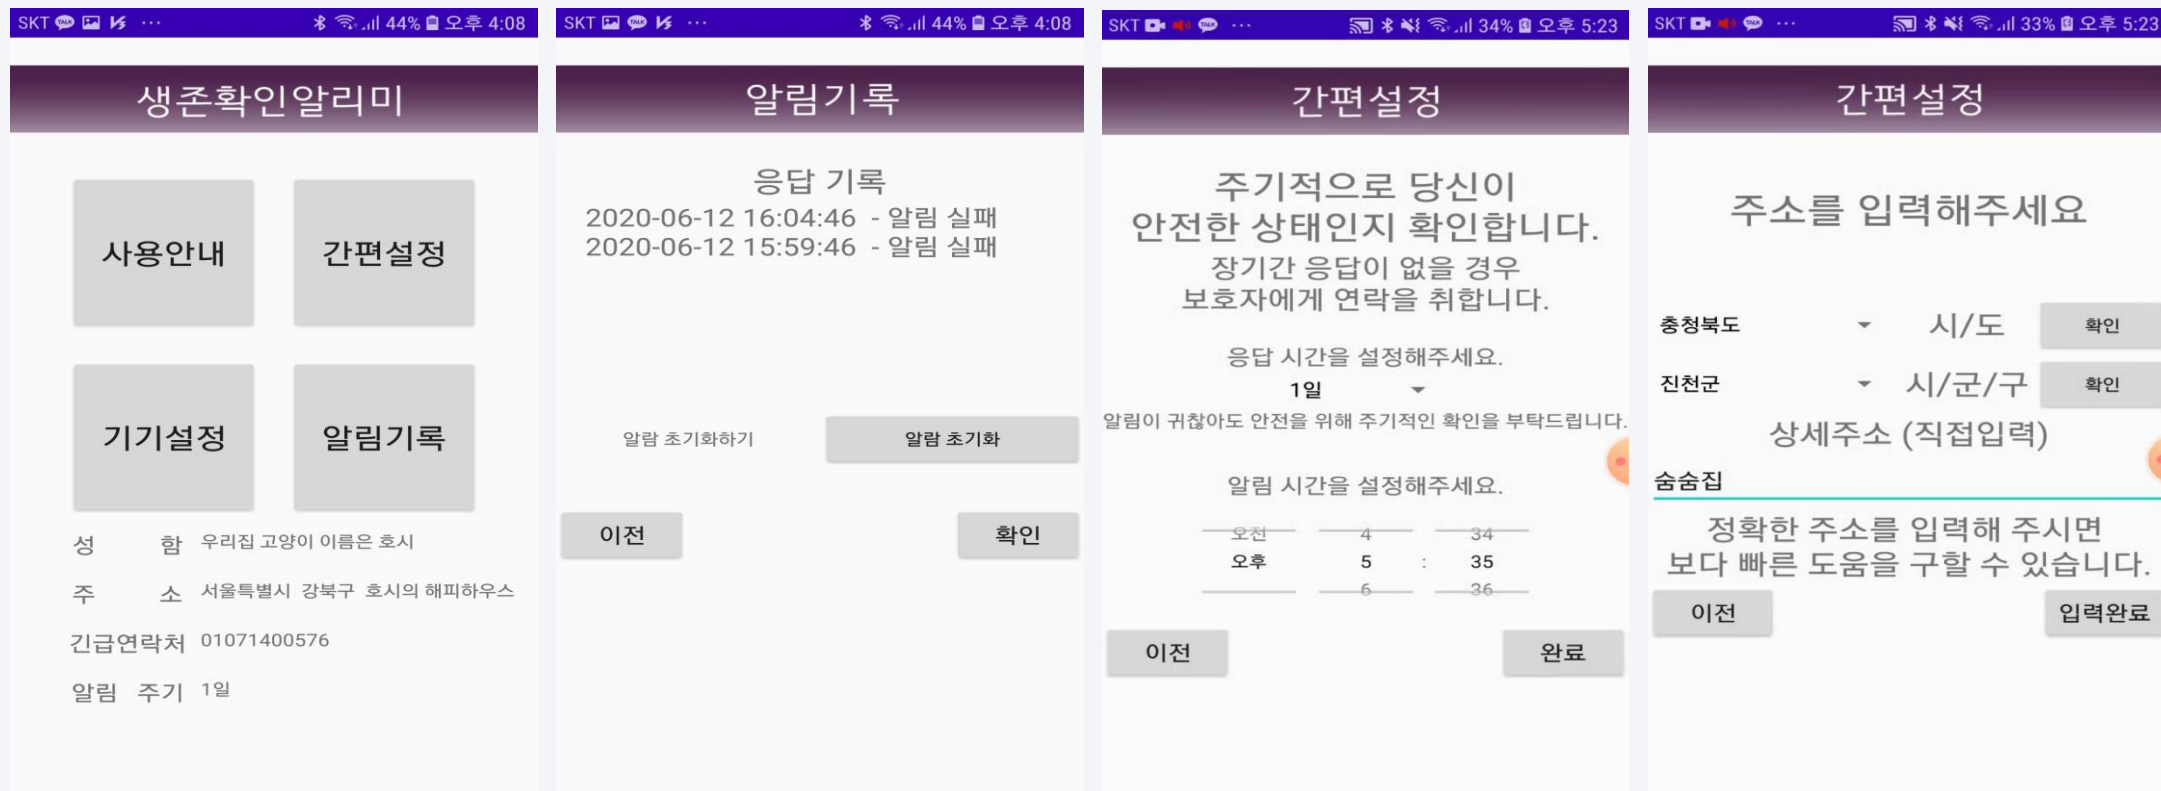 SKT ··· 44% 오후 4:08
생존확인알리미
사용안내 간편설정
기기설정 알림기록
성 함 우리집 고양이 이름은 호시
주 소 서울특별시 강북구 호시의 해피하우스
긴급연락처 01071400576
알림 주기 1일
SKT ··· 44% 오후 4:08
알림기록
응답 기록
2020-06-12 16:04:46 - 알림 실패
2020-06-12 15:59:46 - 알림 실패
알람 초기화하기 알람 초기화
이전 확인
SKT ··· 34% 오후 5:23
간편설정
주기적으로 당신이
안전한 상태인지 확인합니다.
장기간 응답이 없을 경우
보호자에게 연락을 취합니다.
응답 시간을 설정해주세요.
1일
알림이 귀찮아도 안전을 위해 주기적인 확인을 부탁드립니다.
알림 시간을 설정해주세요.
오전 4 34
오후 5 : 35
6 36
이전 완료
SKT ··· 33% 오후 5:23
간편설정
주소를 입력해주세요
충청북도 시/도 확인
진천군 시/군/구 확인
상세주소 (직접입력)
숨숨집
정확한 주소를 입력해 주시면
보다 빠른 도움을 구할 수 있습니다.
이전 입력완료